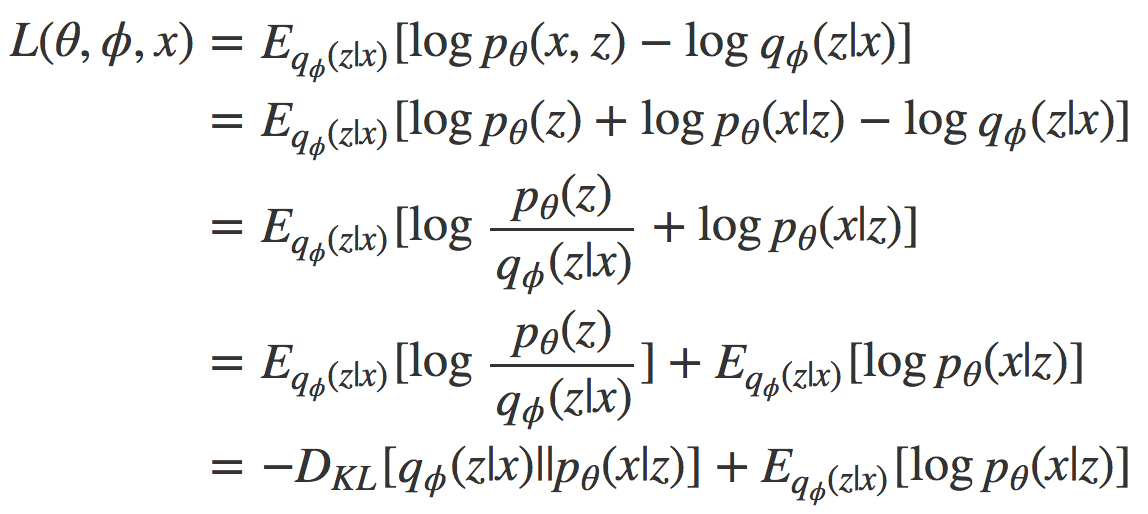 L(θ, ϕ, x) = E_{q_ϕ(z|x)}[log p_θ(x, z) − log q_ϕ(z|x)]
= E_{q_ϕ(z|x)}[log p_θ(z) + log p_θ(x|z) − log q_ϕ(z|x)]
= E_{q_ϕ(z|x)}[log \frac{p_θ(z)}{q_ϕ(z|x)} + log p_θ(x|z)]
= E_{q_ϕ(z|x)}[log \frac{p_θ(z)}{q_ϕ(z|x)}] + E_{q_ϕ(z|x)}[log p_θ(x|z)]
= −D_{KL}[q_ϕ(z|x)||p_θ(x|z)] + E_{q_ϕ(z|x)}[log p_θ(x|z)]